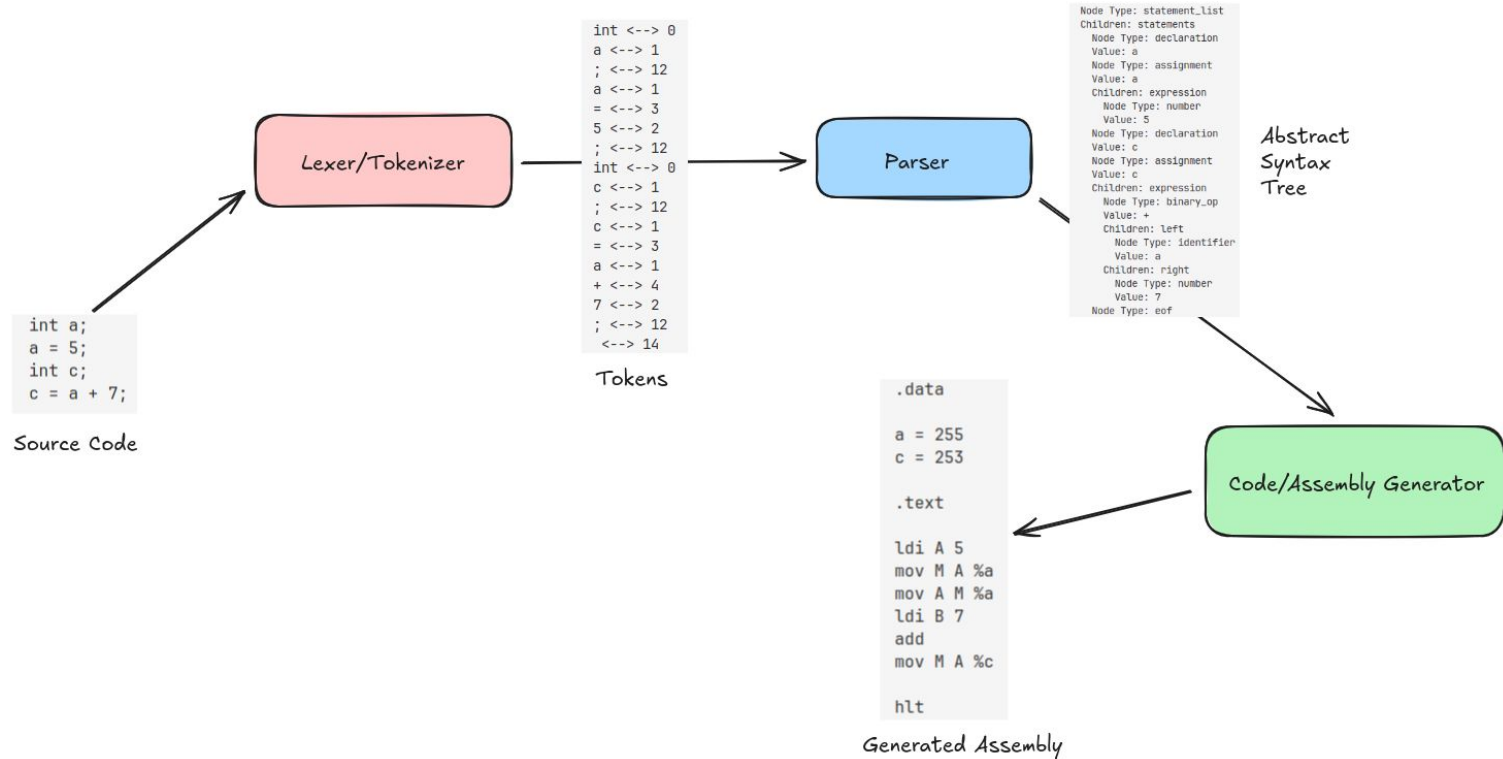 int a;
a = 5;
int c;
c = a + 7;
Source Code
Lexer/Tokenizer
int <--> 0
a <--> 1
; <--> 12
a <--> 1
= <--> 3
5 <--> 2
; <--> 12
int <--> 0
c <--> 1
; <--> 12
c <--> 1
= <--> 3
a <--> 1
+ <--> 4
7 <--> 2
; <--> 12
<--> 14
Tokens
Parser
Node Type: statement_list
Children: statements
Node Type: declaration
Value: a
Node Type: assignment
Value: a
Children: expression
Node Type: number
Value: 5
Node Type: declaration
Value: c
Node Type: assignment
Value: c
Children: expression
Node Type: binary_op
Value: +
Children: left
Node Type: identifier
Value: a
Children: right
Node Type: number
Value: 7
Node Type: eof
Abstract
Syntax
Tree
Code/Assembly Generator
.data
a = 255
c = 253
.text
ldi A 5
mov M A %a
mov A M %a
ldi B 7
add
mov M A %c
hlt
Generated Assembly